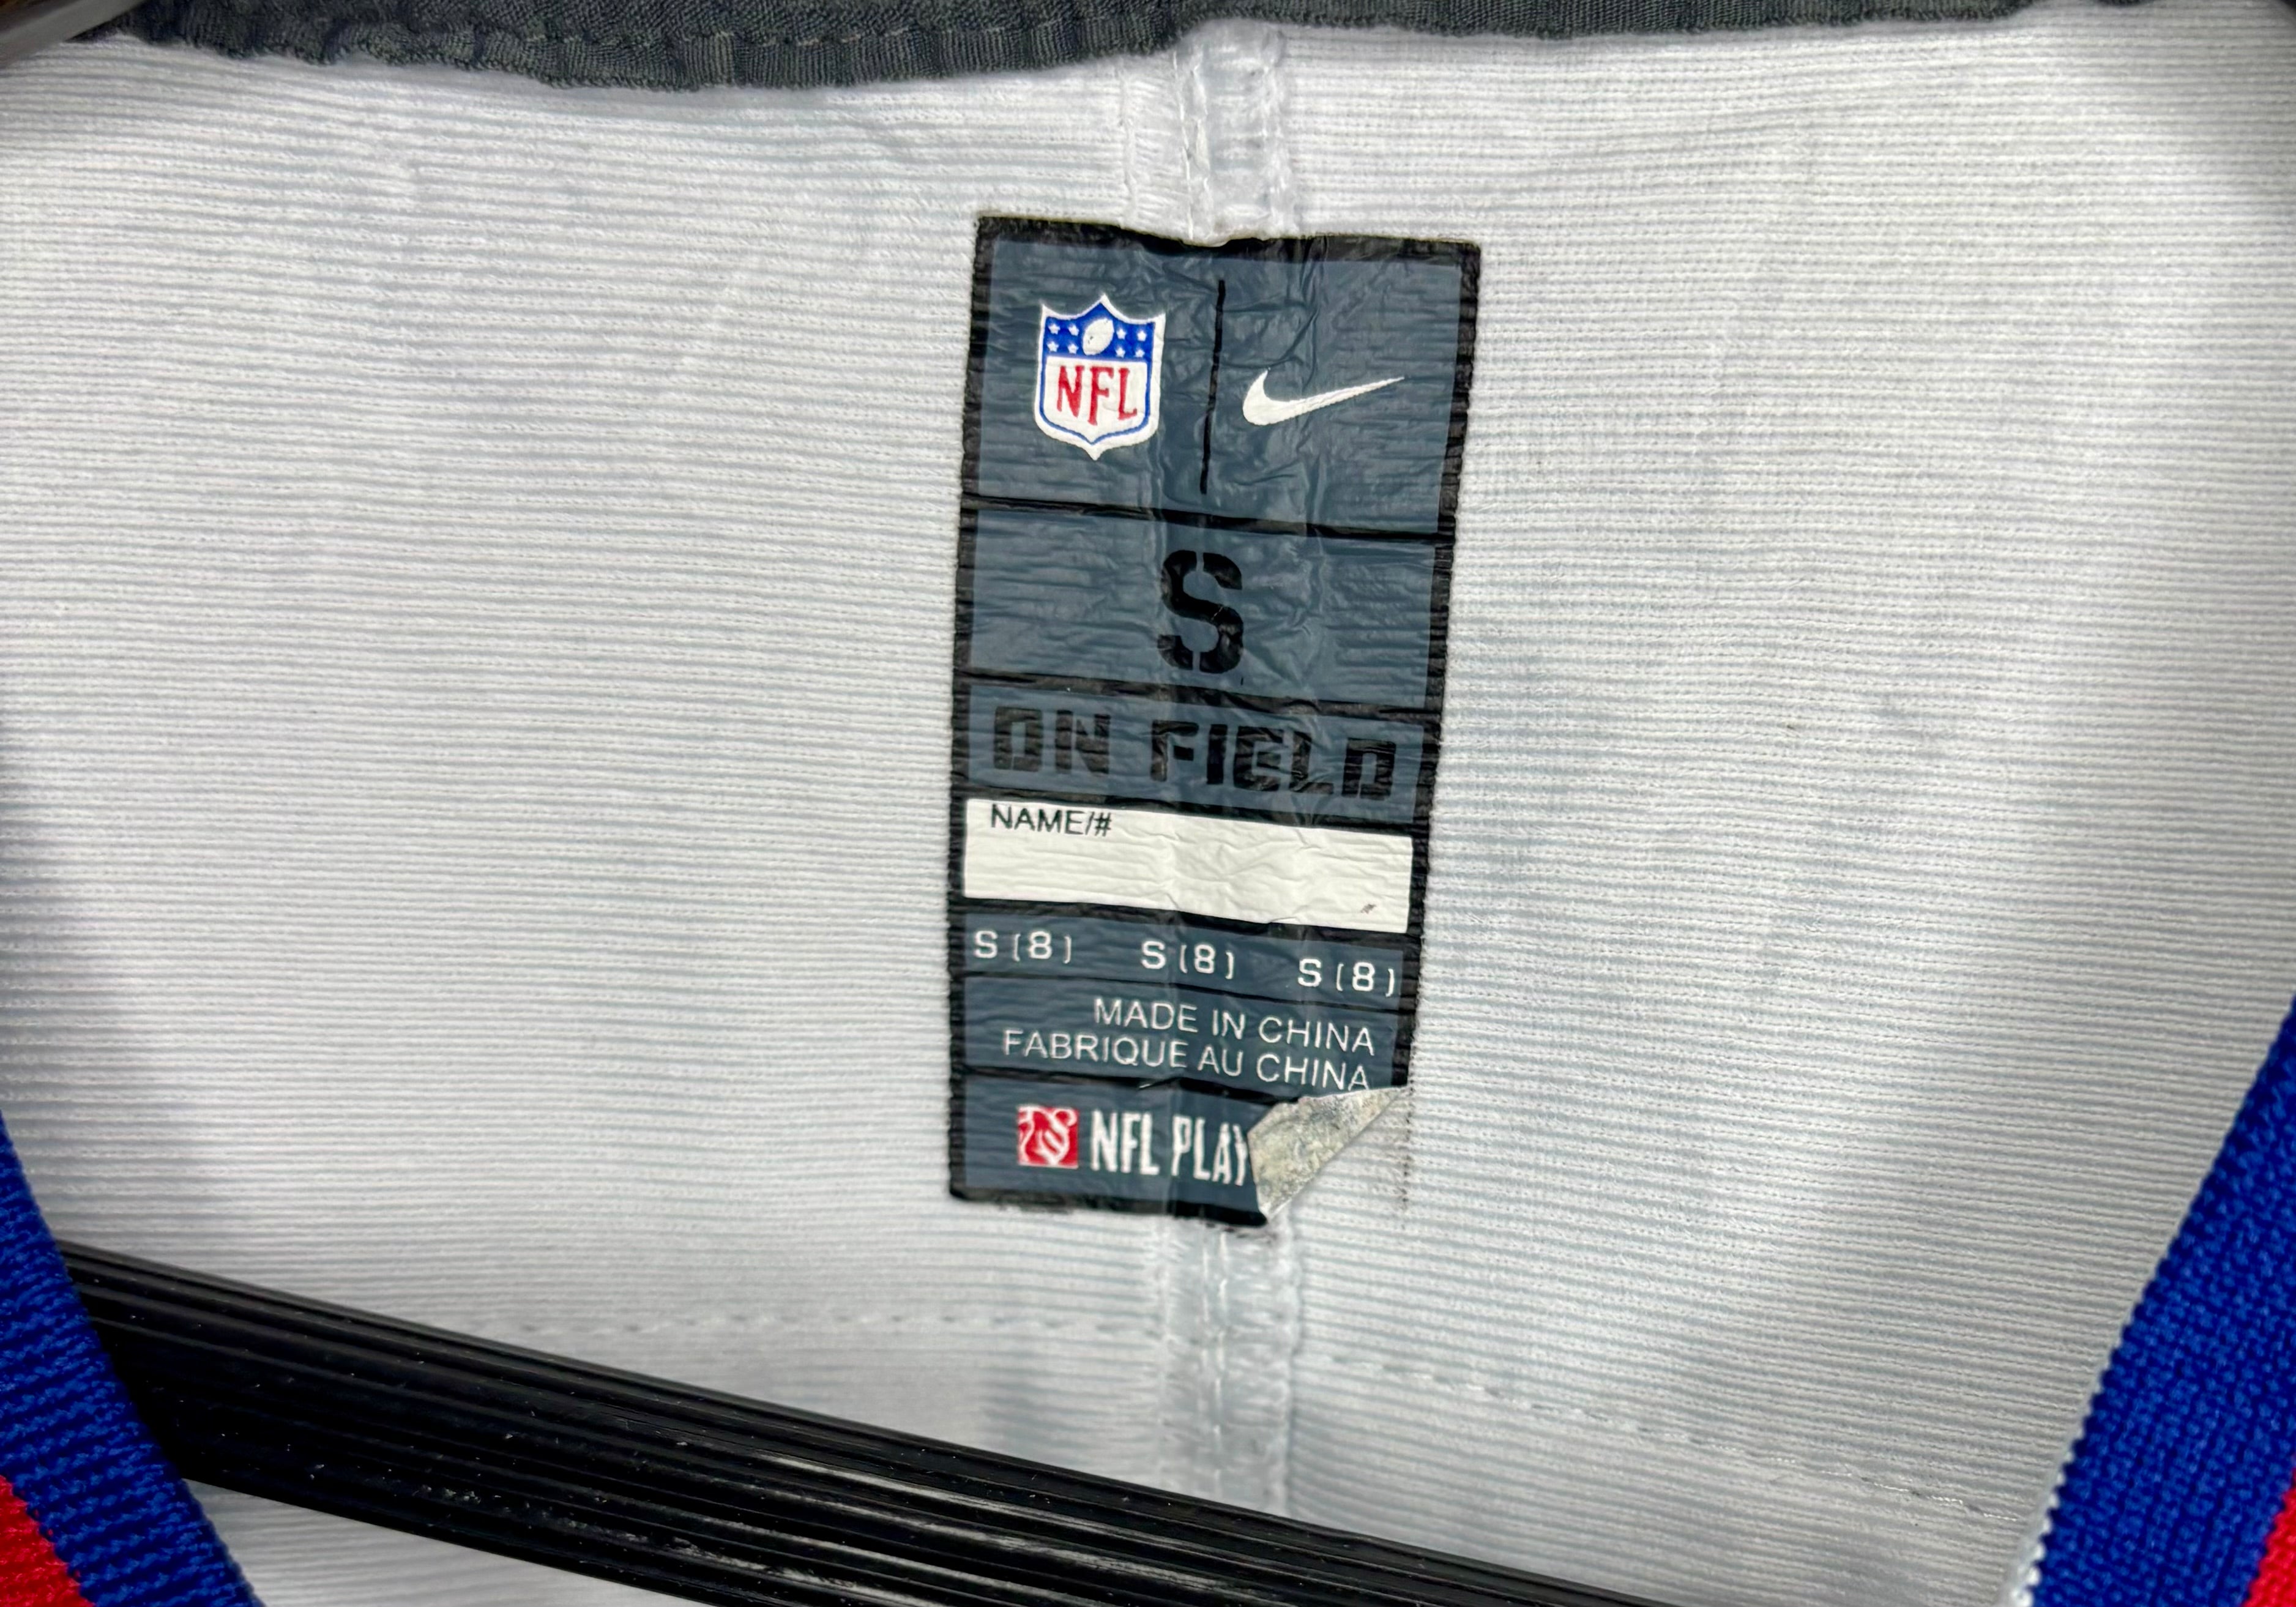 NFL
S
ON FIELD
NAME/#
S (8) S (8) S (8)
MADE IN CHINA
FABRIQUE AU CHINA
NFL PLAY